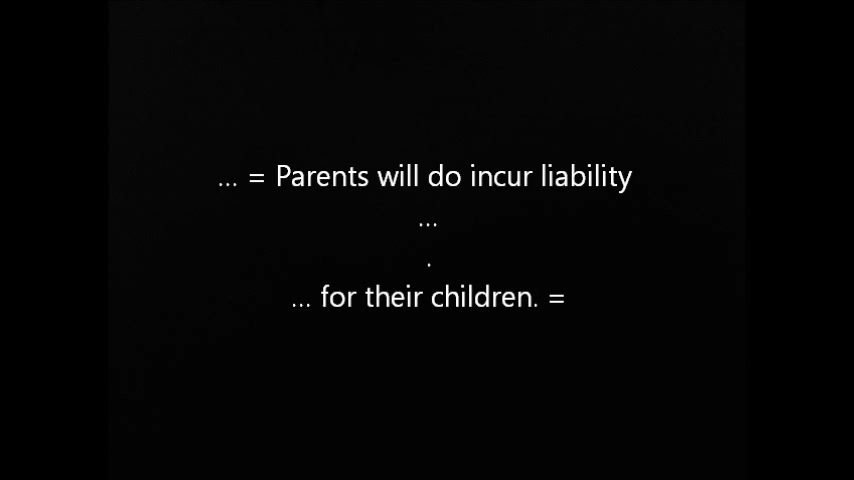 ... = Parents will do incur liability
...
.
... for their children. =